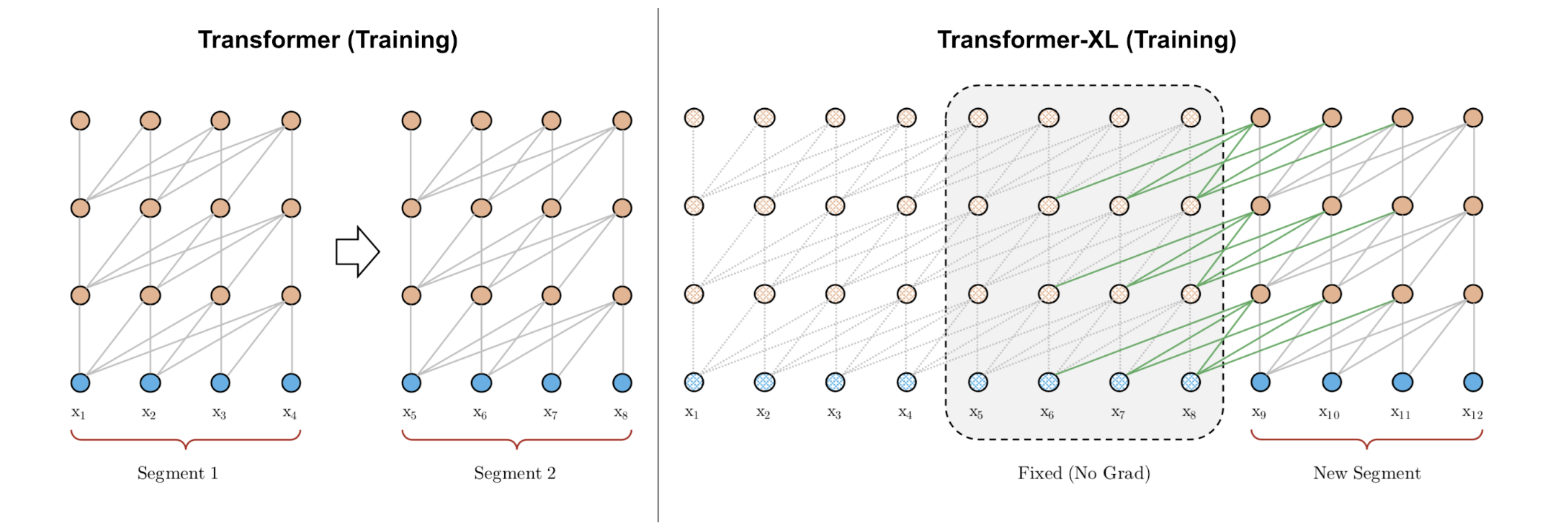 Transformer (Training)
x₁ x₂ x₃ x₄
Segment 1
x₅ x₆ x₇ x₈
Segment 2
Transformer-XL (Training)
x₁ x₂ x₃ x₄ x₅ x₆ x₇ x₈ x₉ x₁₀ x₁₁ x₁₂
Fixed (No Grad) New Segment